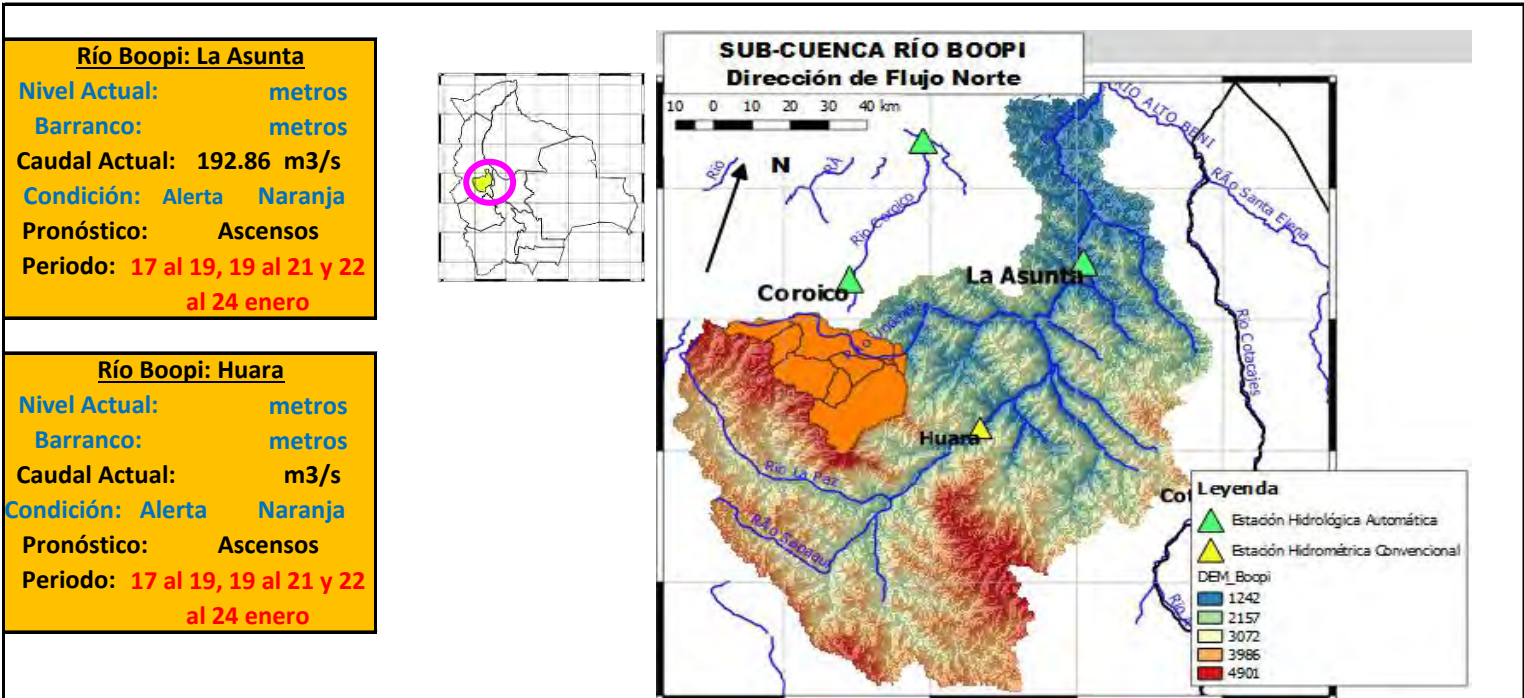 Río Boopi: La Asunta
Nivel Actual: metros
Barranco: metros
Caudal Actual: 192.86 m3/s
Condición: Alerta Naranja
Pronóstico: Ascensos
Periodo: 17 al 19, 19 al 21 y 22
al 24 enero
Río Boopi: Huara
Nivel Actual: metros
Barranco: metros
Caudal Actual: m3/s
Condición: Alerta Naranja
Pronóstico: Ascensos
Periodo: 17 al 19, 19 al 21 y 22
al 24 enero
SUB-CUENCA RÍO BOOPI
Dirección de Flujo Norte
10 0 10 20 30 40 km
N
RÍO ALTO BENI
Río
RÃ
RÃo Santa Elena
Río Coroico
La Asunta
Coroico
Río Cotacajes
Huara
Río La Paz
RÃo Sapaqui
Cot
Leyenda
Estación Hidrológica Automática
Estación Hidrométrica Convencional
DEM_Boopi
1242
2157
3072
3986
4901